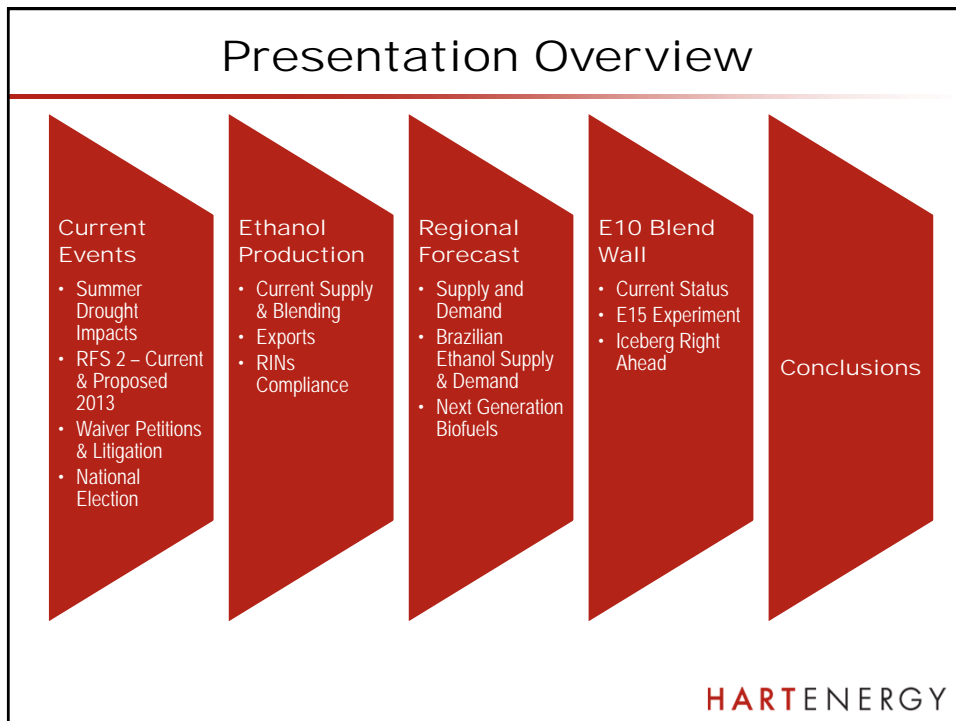 Presentation Overview
Current
Events
• Summer
Drought
Impacts
• RFS 2 – Current
& Proposed
2013
• Waiver Petitions
& Litigation
• National
Election
Ethanol
Production
• Current Supply
& Blending
• Exports
• RINs
Compliance
Regional
Forecast
• Supply and
Demand
• Brazilian
Ethanol Supply
& Demand
• Next Generation
Biofuels
E10 Blend
Wall
• Current Status
• E15 Experiment
• Iceberg Right
Ahead
Conclusions
HARTENERGY